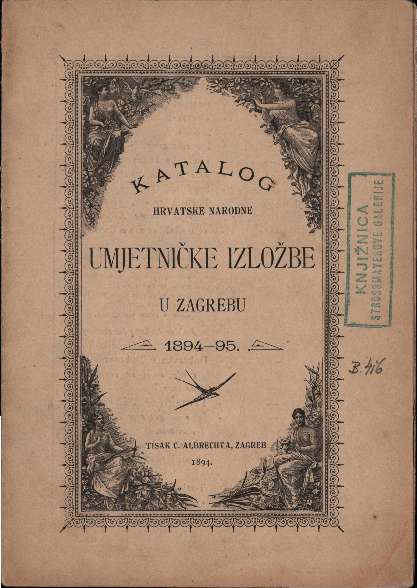 KATALOG
HRVATSKE NARODNE
UMJETNIČKE IZLOŽBE
U ZAGREBU
1894–95.
TISAK C. ALBRECHTA, ZAGREB
1894.
KNJIŽNICA
STROSSMAYEROVE GALERIJE
B. 416